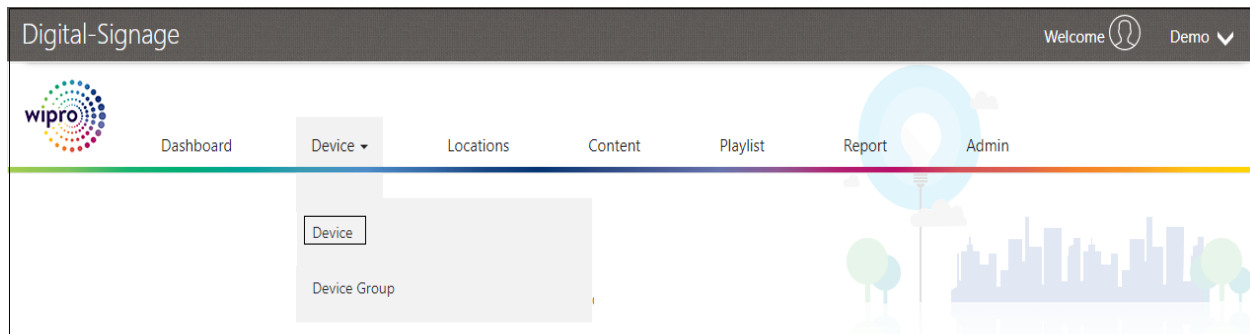 Digital-Signage
Welcome Demo
wipro
Dashboard Device Locations Content Playlist Report Admin
Device
Device Group